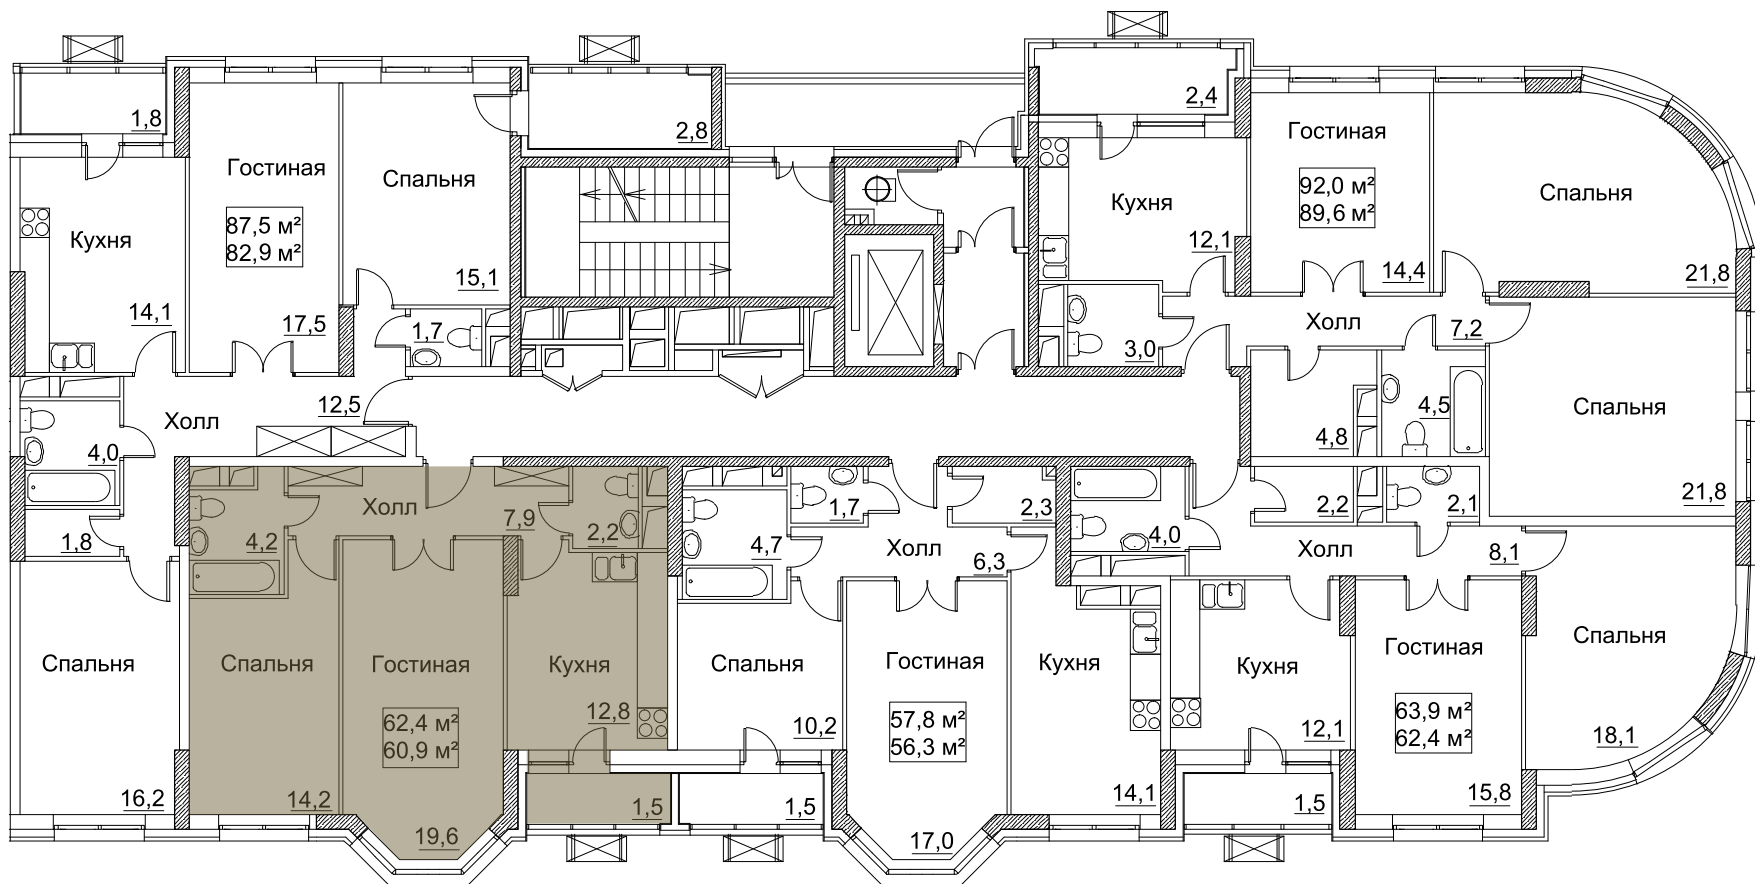 1,8
2,8
2,4
Гостиная
87,5 м²
82,9 м²
17,5
Спальня
15,1
Кухня
14,1
1,7
Кухня
12,1
Гостиная
92,0 м²
89,6 м²
14,4
Спальня
21,8
3,0
Холл
7,2
Холл
12,5
4,0
1,8
4,8
4,5
Спальня
21,8
Холл
7,9
4,2
2,2
1,7
2,3
4,7
Холл
6,3
4,0
2,2
2,1
Холл
8,1
Спальня
16,2
Спальня
14,2
Гостиная
62,4 м²
60,9 м²
19,6
Кухня
12,8
1,5
Спальня
10,2
1,5
Гостиная
57,8 м²
56,3 м²
17,0
Кухня
14,1
Кухня
12,1
1,5
Гостиная
63,9 м²
62,4 м²
15,8
Спальня
18,1